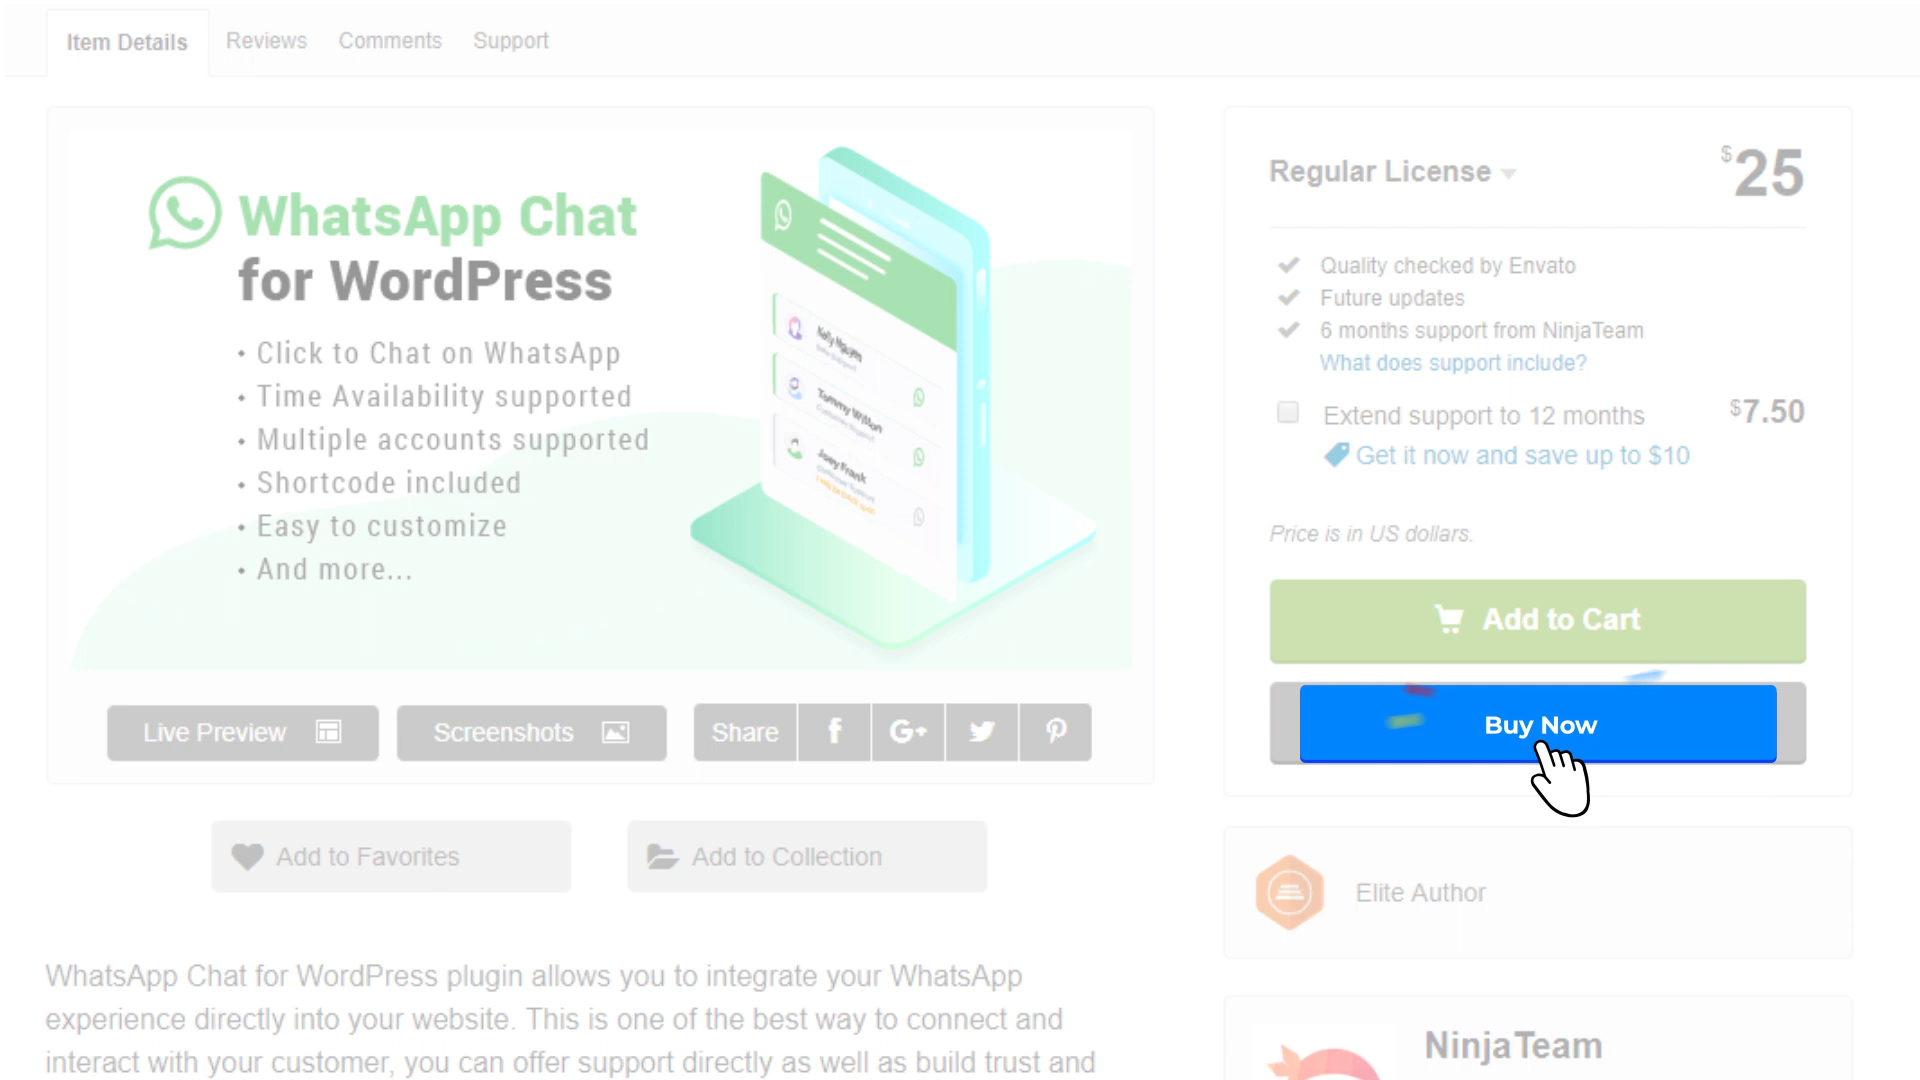 Item Details
Reviews
Comments
Support
WhatsApp Chat
for WordPress
• Click to Chat on WhatsApp
• Time Availability supported
• Multiple accounts supported
• Shortcode included
• Easy to customize
• And more...
Kelly Nguyen
Tommy Willson
Joey Frank
Live Preview
Screenshots
Share
G+
Add to Favorites
Add to Collection
WhatsApp Chat for WordPress plugin allows you to integrate your WhatsApp
experience directly into your website. This is one of the best way to connect and
interact with your customer, you can offer support directly as well as build trust and
Regular License
$25
Quality checked by Envato
Future updates
6 months support from NinjaTeam
What does support include?
Extend support to 12 months
$7.50
Get it now and save up to $10
Price is in US dollars.
Add to Cart
Buy Now
Elite Author
NinjaTeam